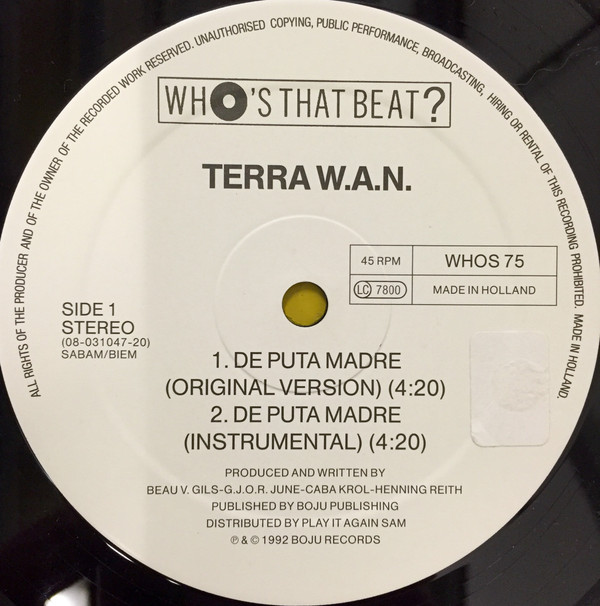 ALL RIGHTS OF THE PRODUCER AND OF THE OWNER OF THE RECORDED WORK RESERVED. UNAUTHORISED COPYING, PUBLIC PERFORMANCE, BROADCASTING, HIRING OR RENTAL OF THIS RECORDING PROHIBITED. MADE IN HOLLAND.
WHO'S THAT BEAT?
TERRA W.A.N.
45 RPM WHOS 75
LC 7800 MADE IN HOLLAND
SIDE 1
STEREO
(08-031047-20)
SABAM/BIEM
1. DE PUTA MADRE
(ORIGINAL VERSION) (4:20)
2. DE PUTA MADRE
(INSTRUMENTAL) (4:20)
PRODUCED AND WRITTEN BY
BEAU V. GILS-G.J.O.R. JUNE-CABA KROL-HENNING REITH
PUBLISHED BY BOJU PUBLISHING
DISTRIBUTED BY PLAY IT AGAIN SAM
℗ & © 1992 BOJU RECORDS